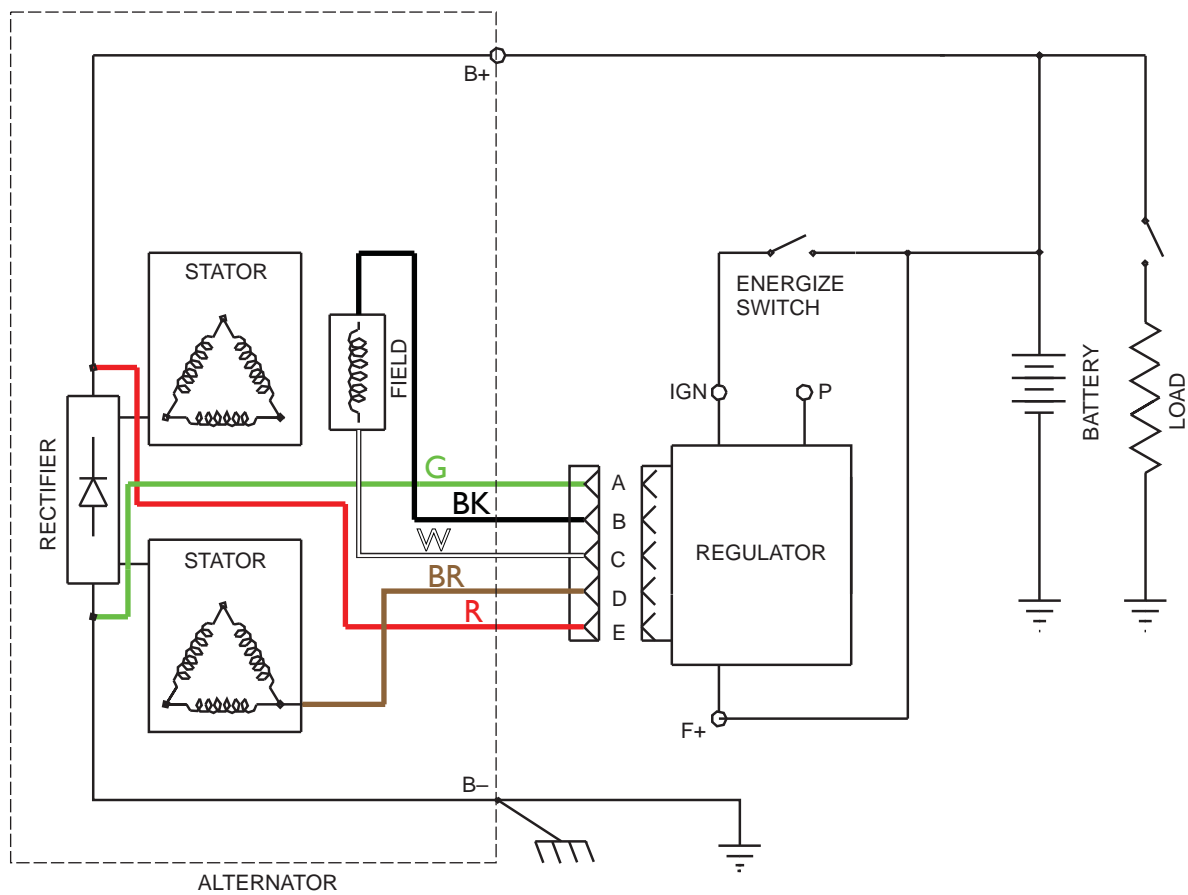 B+
STATOR
ENERGIZE
SWITCH
FIELD
IGN
P
BATTERY
LOAD
RECTIFIER
G
A
BK
B
W
C
REGULATOR
STATOR
BR
D
R
E
F+
B–
ALTERNATOR